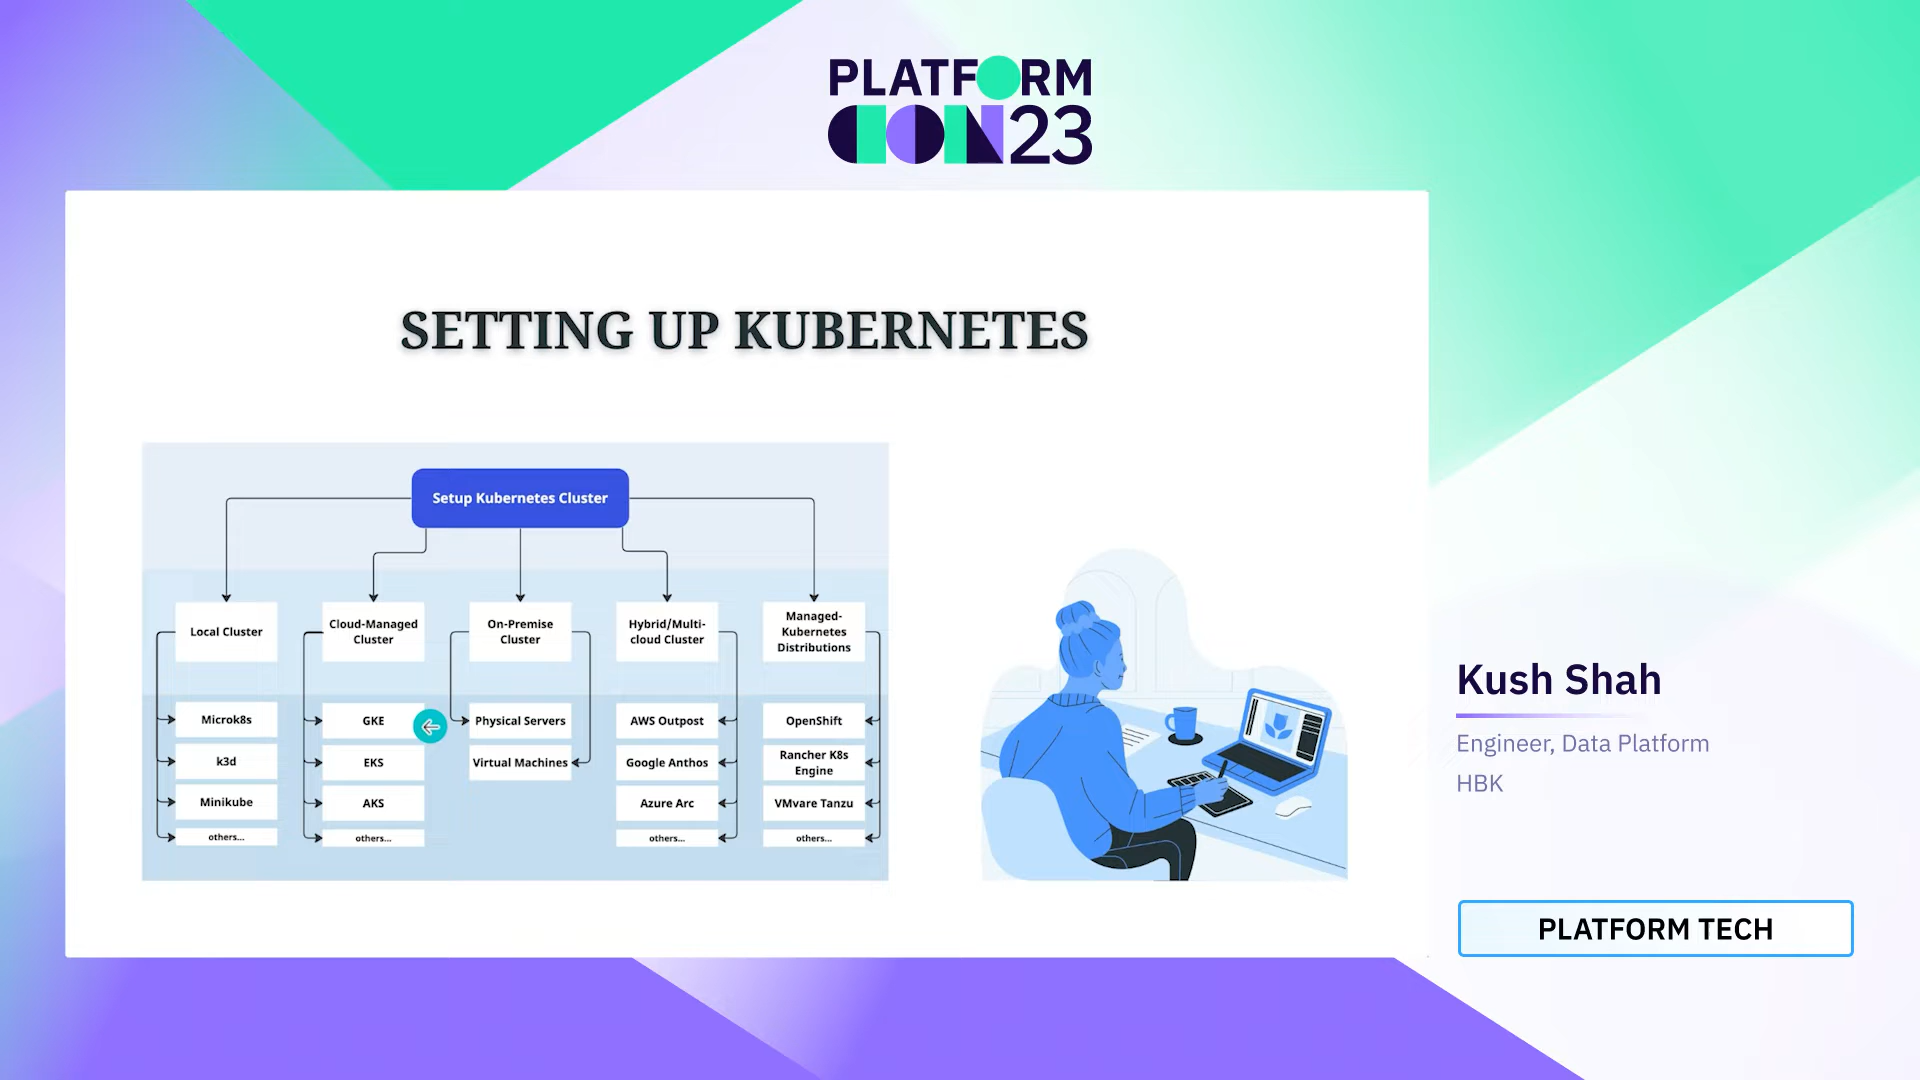 PLATFORM
CON23
SETTING UP KUBERNETES
Setup Kubernetes Cluster
Local Cluster
Cloud-Managed
Cluster
On-Premise
Cluster
Hybrid/Multi-
cloud Cluster
Managed-
Kubernetes
Distributions
Microk8s
k3d
Minikube
others...
GKE
EKS
AKS
others...
Physical Servers
Virtual Machines
AWS Outpost
Google Anthos
Azure Arc
others...
OpenShift
Rancher K8s
Engine
VMvare Tanzu
others...
Kush Shah
Engineer, Data Platform
HBK
PLATFORM TECH